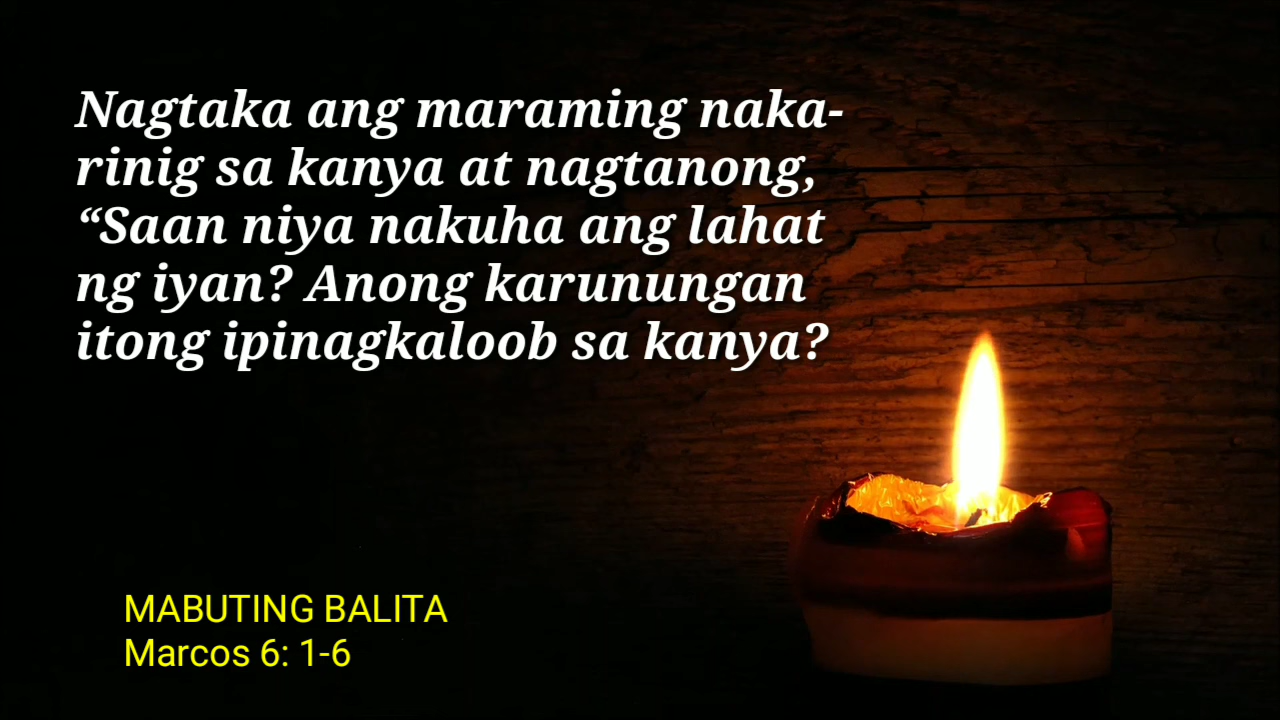 Nagtaka ang maraming naka-
rinig sa kanya at nagtanong,
“Saan niya nakuha ang lahat
ng iyan? Anong karunungan
itong ipinagkaloob sa kanya?
MABUTING BALITA
Marcos 6: 1-6